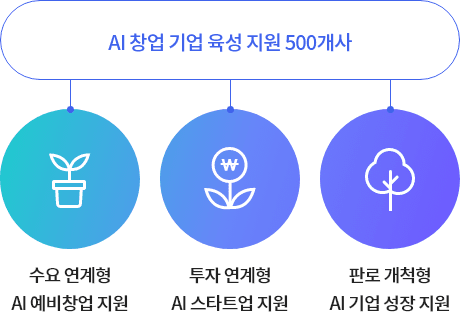 AI 창업 기업 육성 지원 500개사
₩
수요 연계형
AI 예비창업 지원
투자 연계형
AI 스타트업 지원
판로 개척형
AI 기업 성장 지원